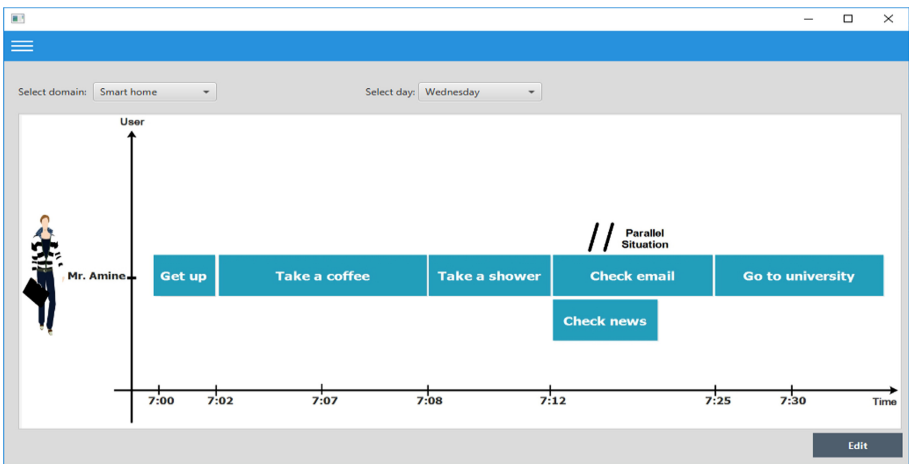 Select domain: Smart home Select day: Wednesday
User
Parallel
Situation
Mr. Amine Get up Take a coffee Take a shower Check email Go to university
Check news
7:00 7:02 7:07 7:08 7:12 7:25 7:30 Time
Edit